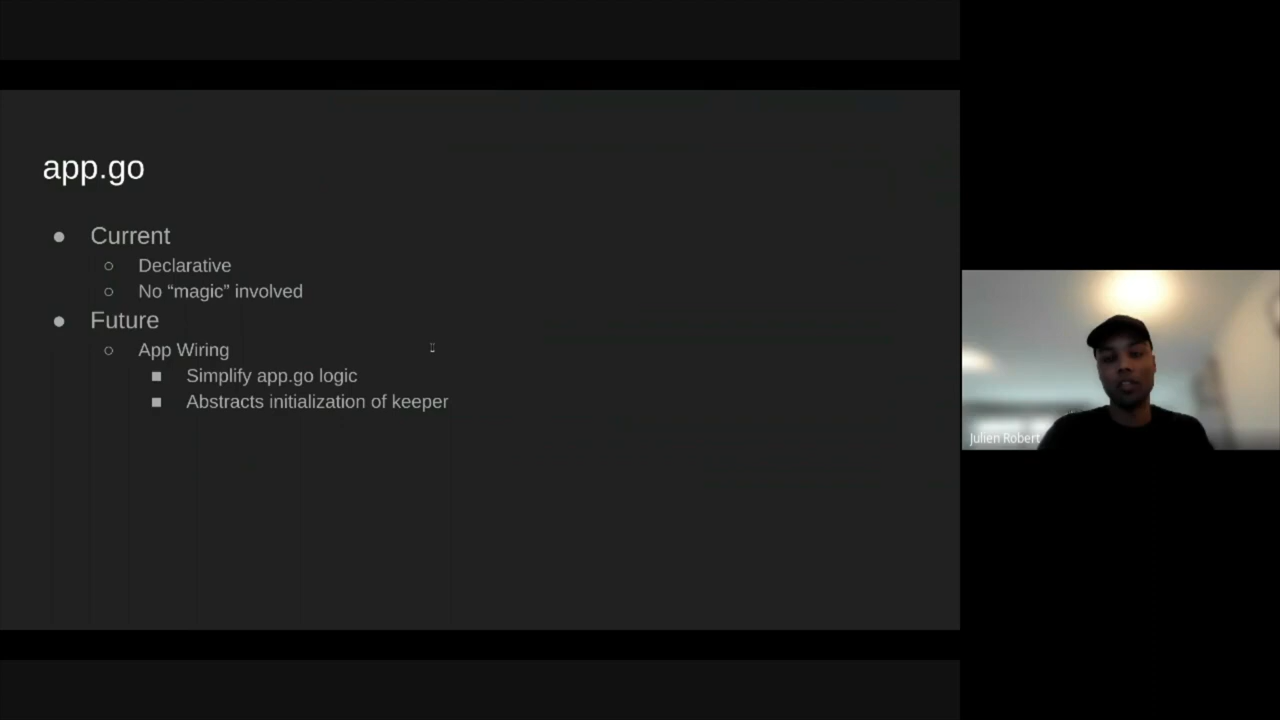 app.go
● Current
○ Declarative
○ No “magic” involved
● Future
○ App Wiring
■ Simplify app.go logic
■ Abstracts initialization of keeper
Julien Robert